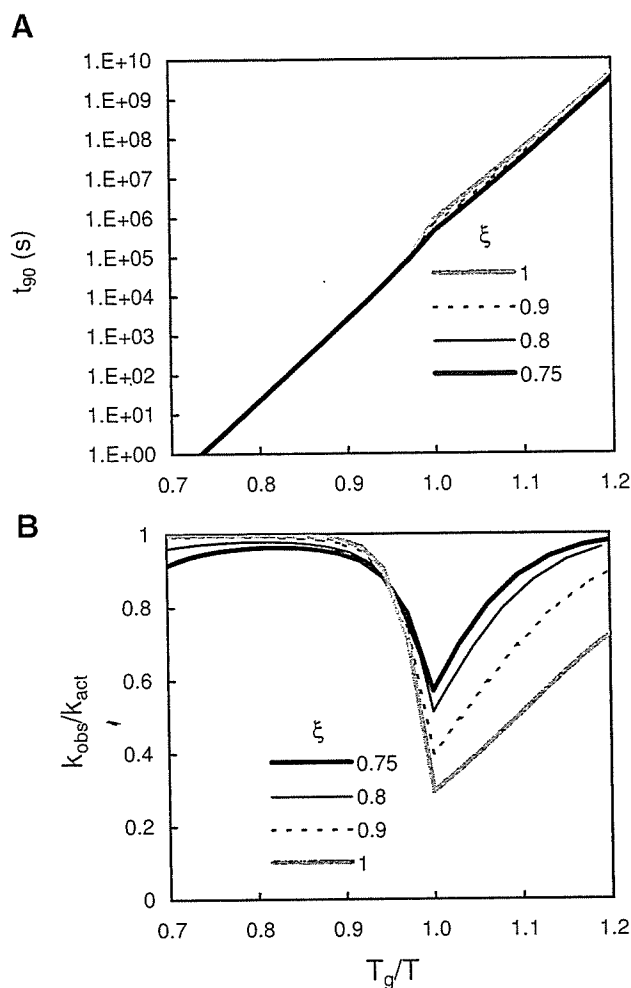 A
1.E+10
1.E+09
1.E+08
1.E+07
1.E+06
1.E+05
1.E+04
1.E+03
1.E+02
1.E+01
1.E+00
t90 (s)
ξ
1
0.9
0.8
0.75
0.7 0.8 0.9 1.0 1.1 1.2
B
1
0.8
0.6
0.4
0.2
0
kobs/kact
ξ
0.75
0.8
0.9
1
0.7 0.8 0.9 1.0 1.1 1.2
Tg/T